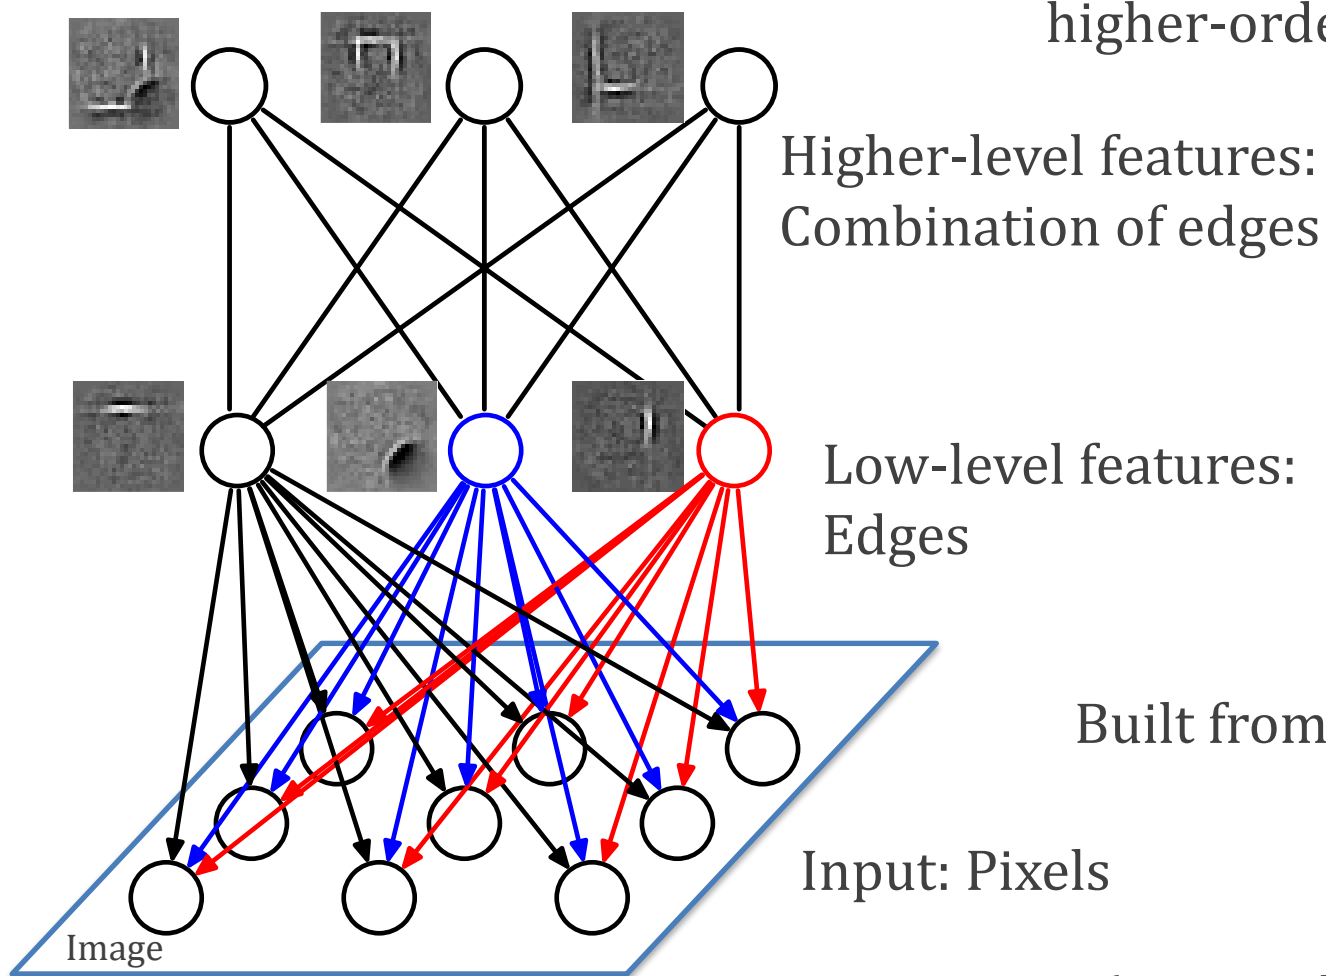 higher-orde
Higher-level features:
Combination of edges
Low-level features:
Edges
Built from
Input: Pixels
Image